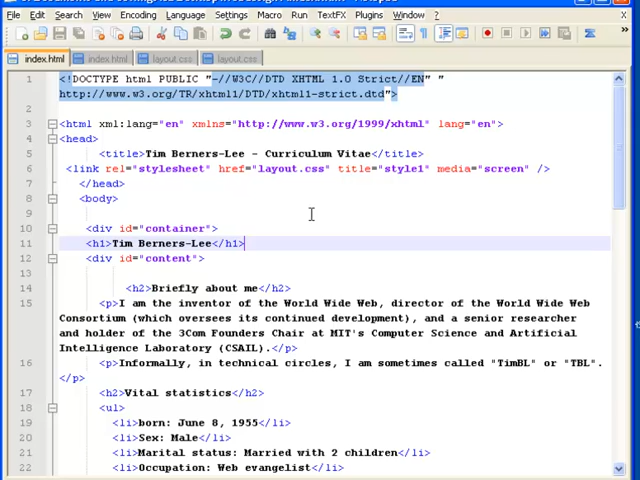 File Edit Search View Encoding Language Settings Macro Run TextFX Plugins Window ?
index.html index.html layout.css layout.css
1 <!DOCTYPE html PUBLIC "-//W3C//DTD XHTML 1.0 Strict//EN" "
http://www.w3.org/TR/xhtml1/DTD/xhtml1-strict.dtd">
2
3 <html xml:lang="en" xmlns="http://www.w3.org/1999/xhtml" lang="en">
4 <head>
5 <title>Tim Berners-Lee - Curriculum Vitae</title>
6 <link rel="stylesheet" href="layout.css" title="style1" media="screen" />
7 </head>
8 <body>
9
10 <div id="container">
11 <h1>Tim Berners-Lee</h1>
12 <div id="content">
13
14 <h2>Briefly about me</h2>
15 <p>I am the inventor of the World Wide Web, director of the World Wide Web
Consortium (which oversees its continued development), and a senior researcher
and holder of the 3Com Founders Chair at MIT's Computer Science and Artificial
Intelligence Laboratory (CSAIL).</p>
16 <p>Informally, in technical circles, I am sometimes called "TimBL" or "TBL".
</p>
17 <h2>Vital statistics</h2>
18 <ul>
19 <li>born: June 8, 1955</li>
20 <li>Sex: Male</li>
21 <li>Marital status: Married with 2 children</li>
22 <li>Occupation: Web evangelist</li>